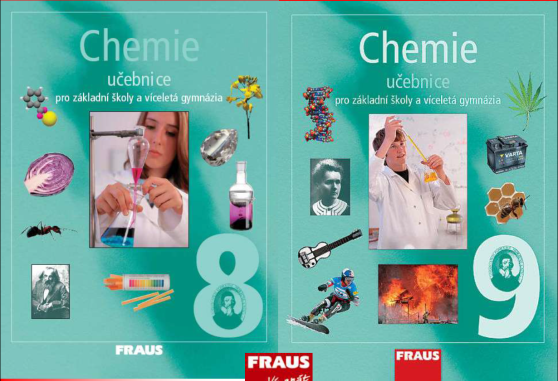 Chemie
učebnice
pro základní školy a víceletá gymnázia
8
FRAUS
FRAUS
Chemie
učebnice
pro základní školy a víceletá gymnázia
VARTA
9
FRAUS